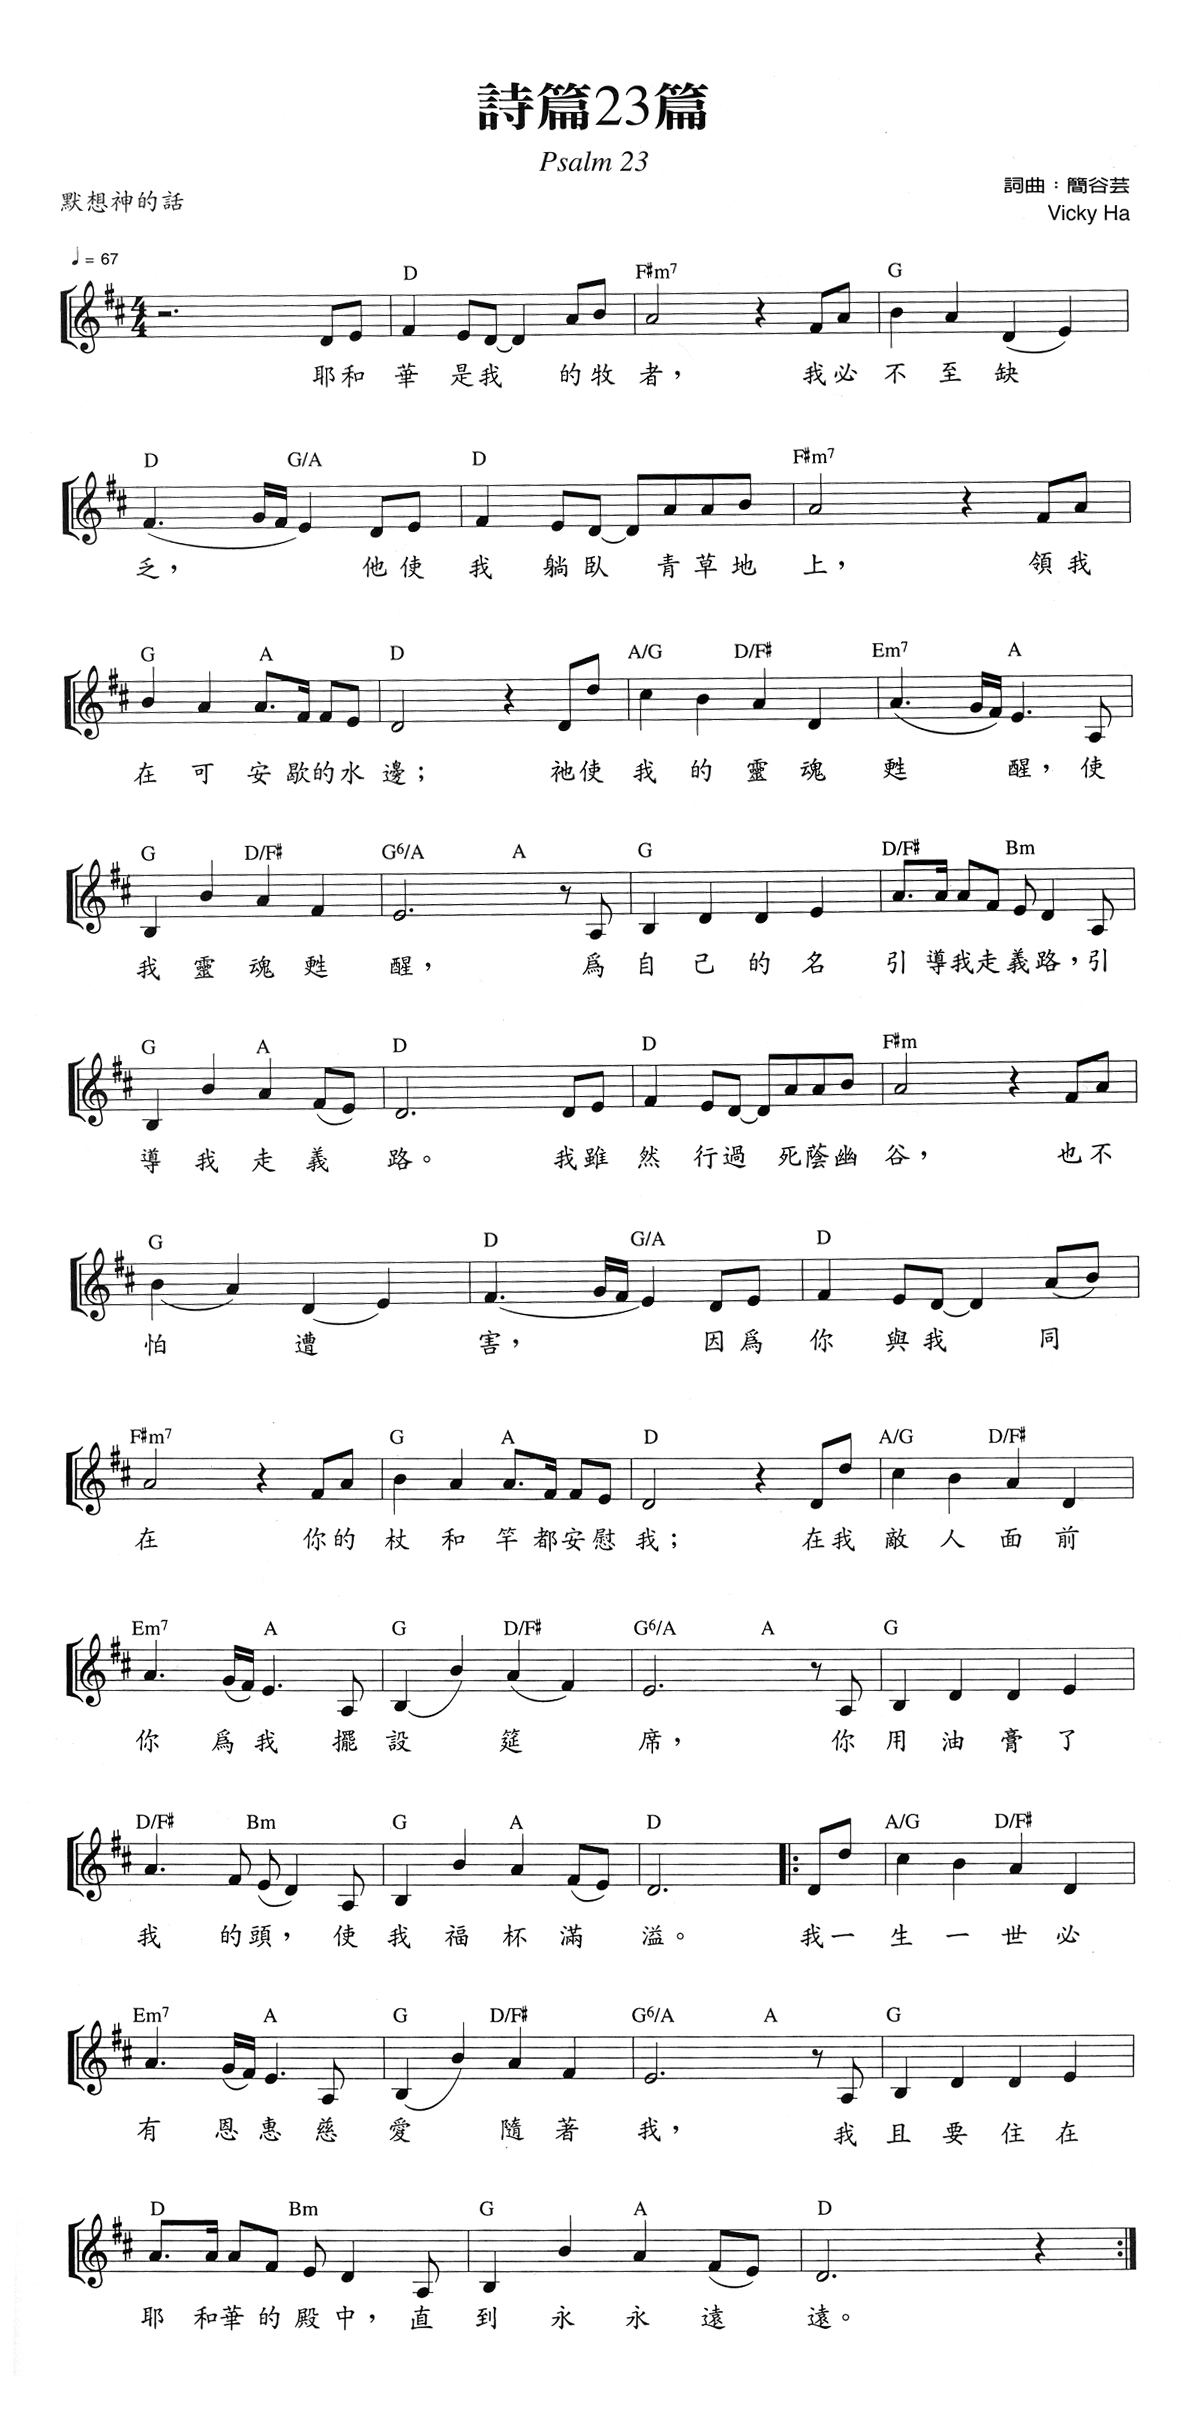 詩篇23篇
Psalm 23
默想神的話
詞曲：簡谷芸
Vicky Ha
♩= 67
D F#m7 G
耶和 華 是我 的牧 者， 我必 不 至 缺
D G/A D F#m7
乏， 他使 我 躺臥 青草地 上， 領我
G A D A/G D/F# Em7 A
在 可 安歇的水 邊； 祂使 我 的 靈 魂 甦 醒，使
G D/F# G6/A A G D/F# Bm
我 靈 魂 甦 醒， 爲 自 己 的 名 引 導我走義路，引
G A D D F#m
導 我 走 義 路。 我雖 然 行過 死蔭幽 谷， 也不
G D G/A D
怕 遭 害， 因爲 你 與我 同
F#m7 G A D A/G D/F#
在 你的 杖 和 竿都安慰 我； 在我 敵 人 面 前
Em7 A G D/F# G6/A A G
你 爲我 擺 設 筵 席， 你 用 油 膏 了
D/F# Bm G A D A/G D/F#
我 的頭，使 我 福 杯 滿 溢。 我一 生 一 世 必
Em7 A G D/F# G6/A A G
有 恩惠 慈 愛 隨 著 我， 我 且 要 住 在
D Bm G A D
耶 和華的殿中，直 到 永 永 遠 遠。